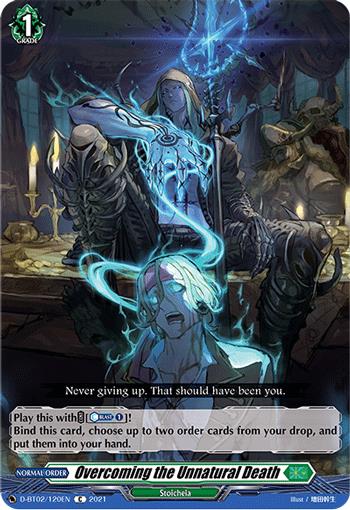 1
GRADE
Never giving up. That should have been you.
Play this with [C BLAST 1]!
Bind this card, choose up to two order cards from your drop, and
put them into your hand.
NORMAL ORDER
Overcoming the Unnatural Death
Stoicheia
D-BT02/120EN C 2021
Illust / 増田幹生